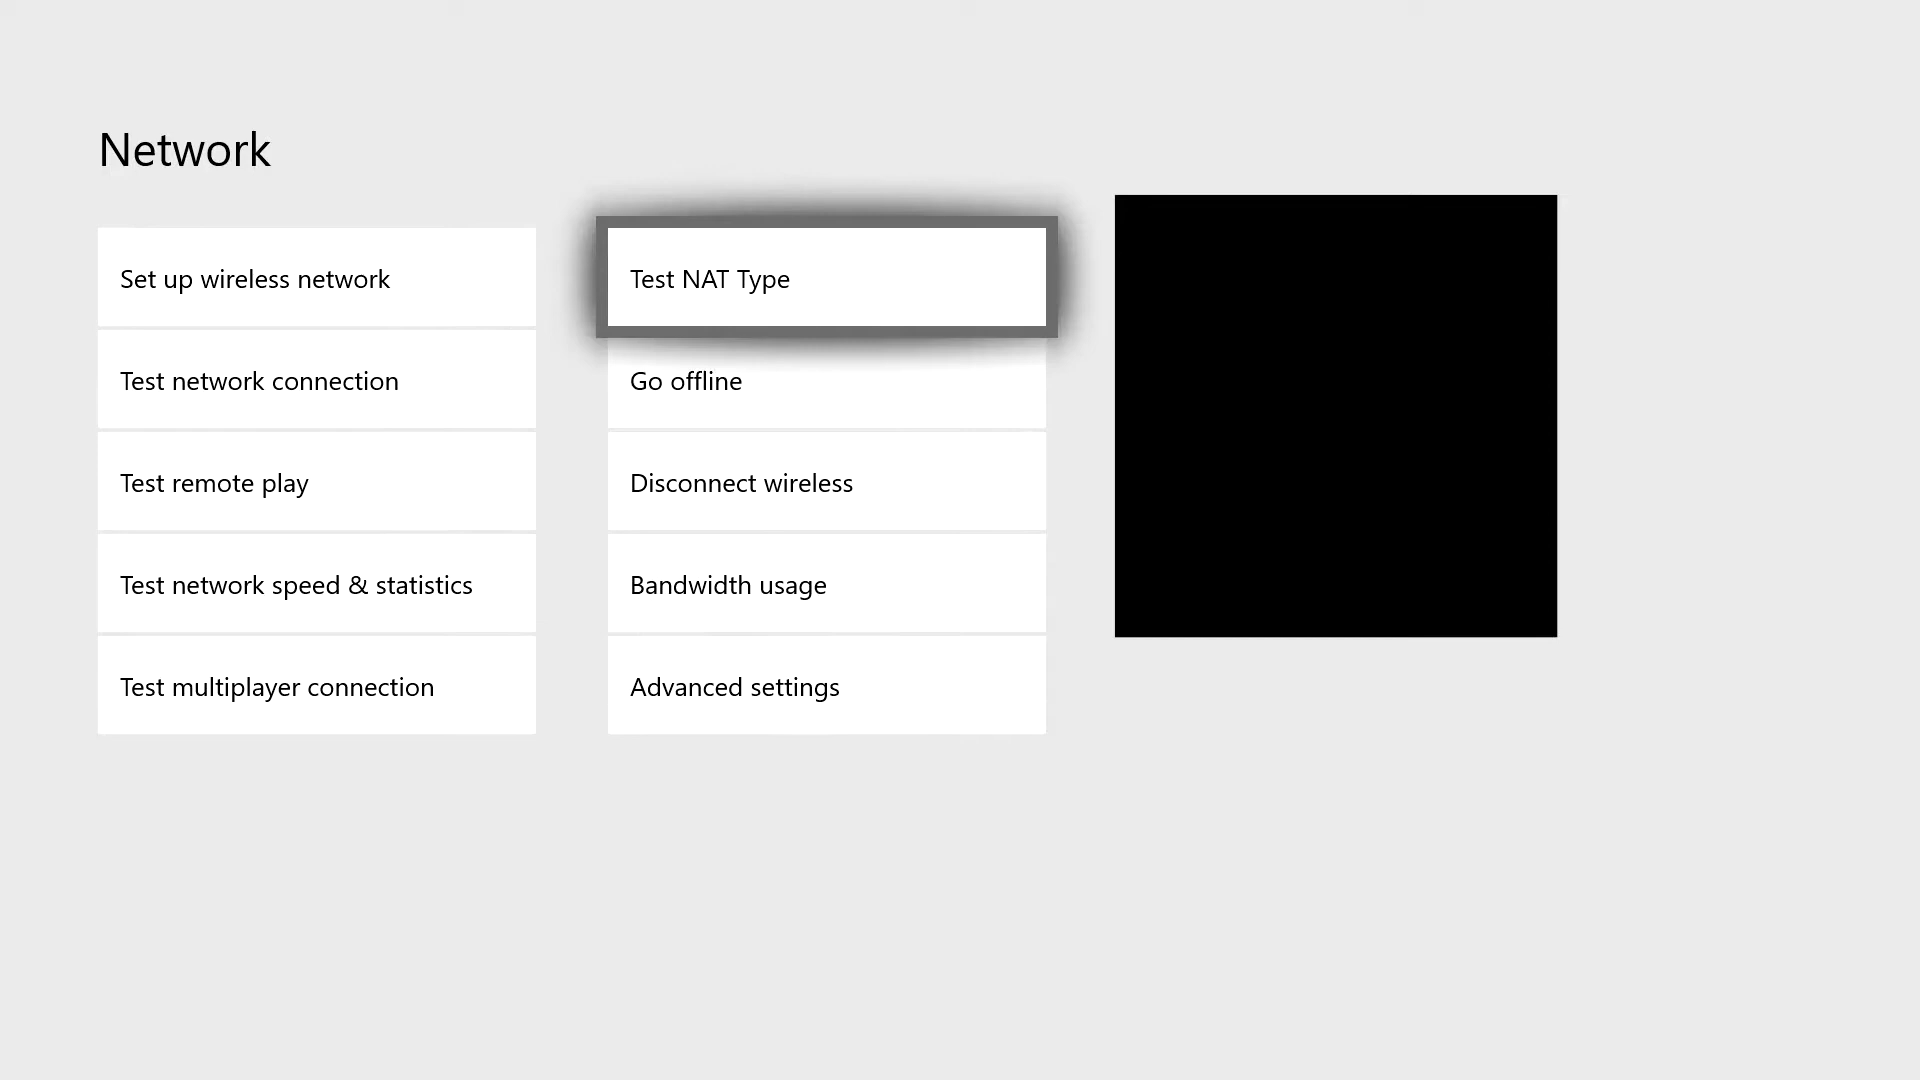 Network
Set up wireless network
Test network connection
Test remote play
Test network speed & statistics
Test multiplayer connection
Test NAT Type
Go offline
Disconnect wireless
Bandwidth usage
Advanced settings